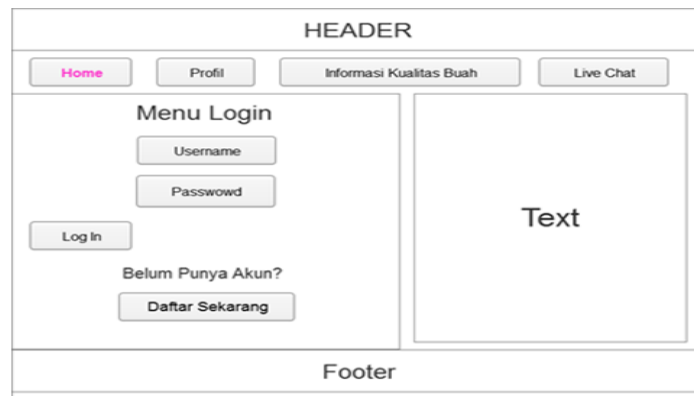 HEADER
Home Profil Informasi Kualitas Buah Live Chat
Menu Login
Username
Passwowd
Log In
Belum Punya Akun?
Daftar Sekarang
Text
Footer